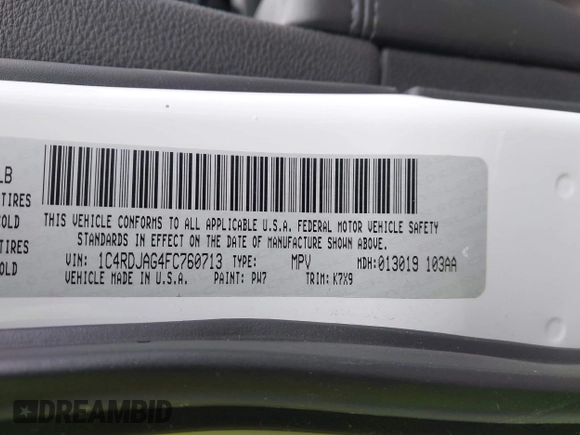 LB
TIRES
COLD
TIRES
COLD
THIS VEHICLE CONFORMS TO ALL APPLICABLE U.S.A. FEDERAL MOTOR VEHICLE SAFETY
STANDARDS IN EFFECT ON THE DATE OF MANUFACTURE SHOWN ABOVE.
VIN: 1C4RDJAG4FC760713 TYPE: MPV MDH: 013019 103AA
VEHICLE MADE IN U.S.A. PAINT: PW7 TRIM: K7X9
DREAMBID